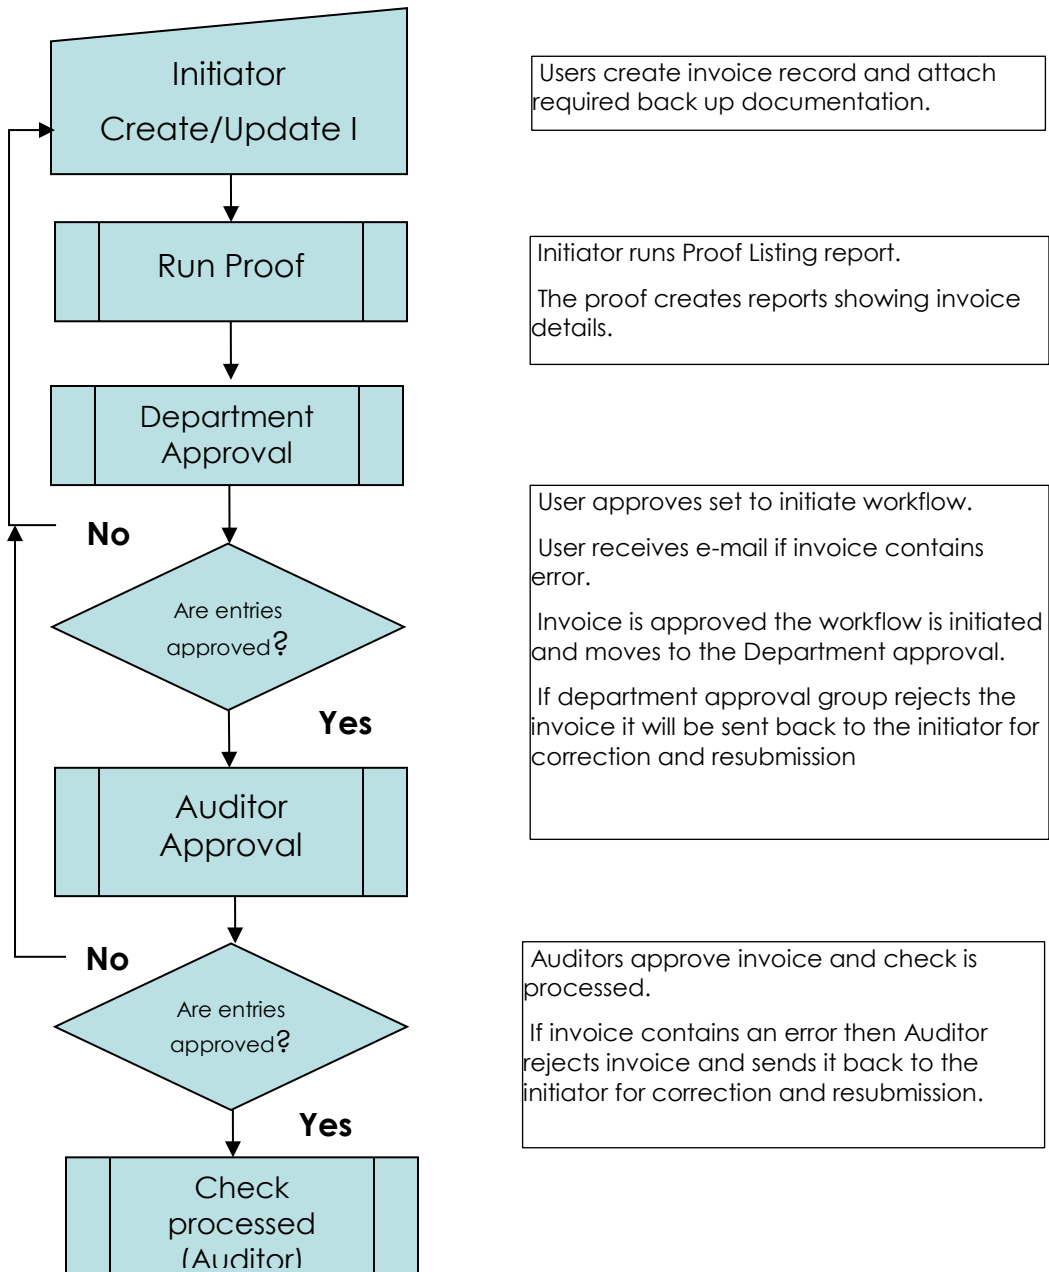 Initiator
Create/Update I
Users create invoice record and attach
required back up documentation.
Run Proof
Initiator runs Proof Listing report.
The proof creates reports showing invoice
details.
Department
Approval
No
Are entries
approved?
Yes
User approves set to initiate workflow.
User receives e-mail if invoice contains
error.
Invoice is approved the workflow is initiated
and moves to the Department approval.
If department approval group rejects the
invoice it will be sent back to the initiator for
correction and resubmission
Auditor
Approval
No
Are entries
approved?
Yes
Auditors approve invoice and check is
processed.
If invoice contains an error then Auditor
rejects invoice and sends it back to the
initiator for correction and resubmission.
Check
processed
(Auditor)